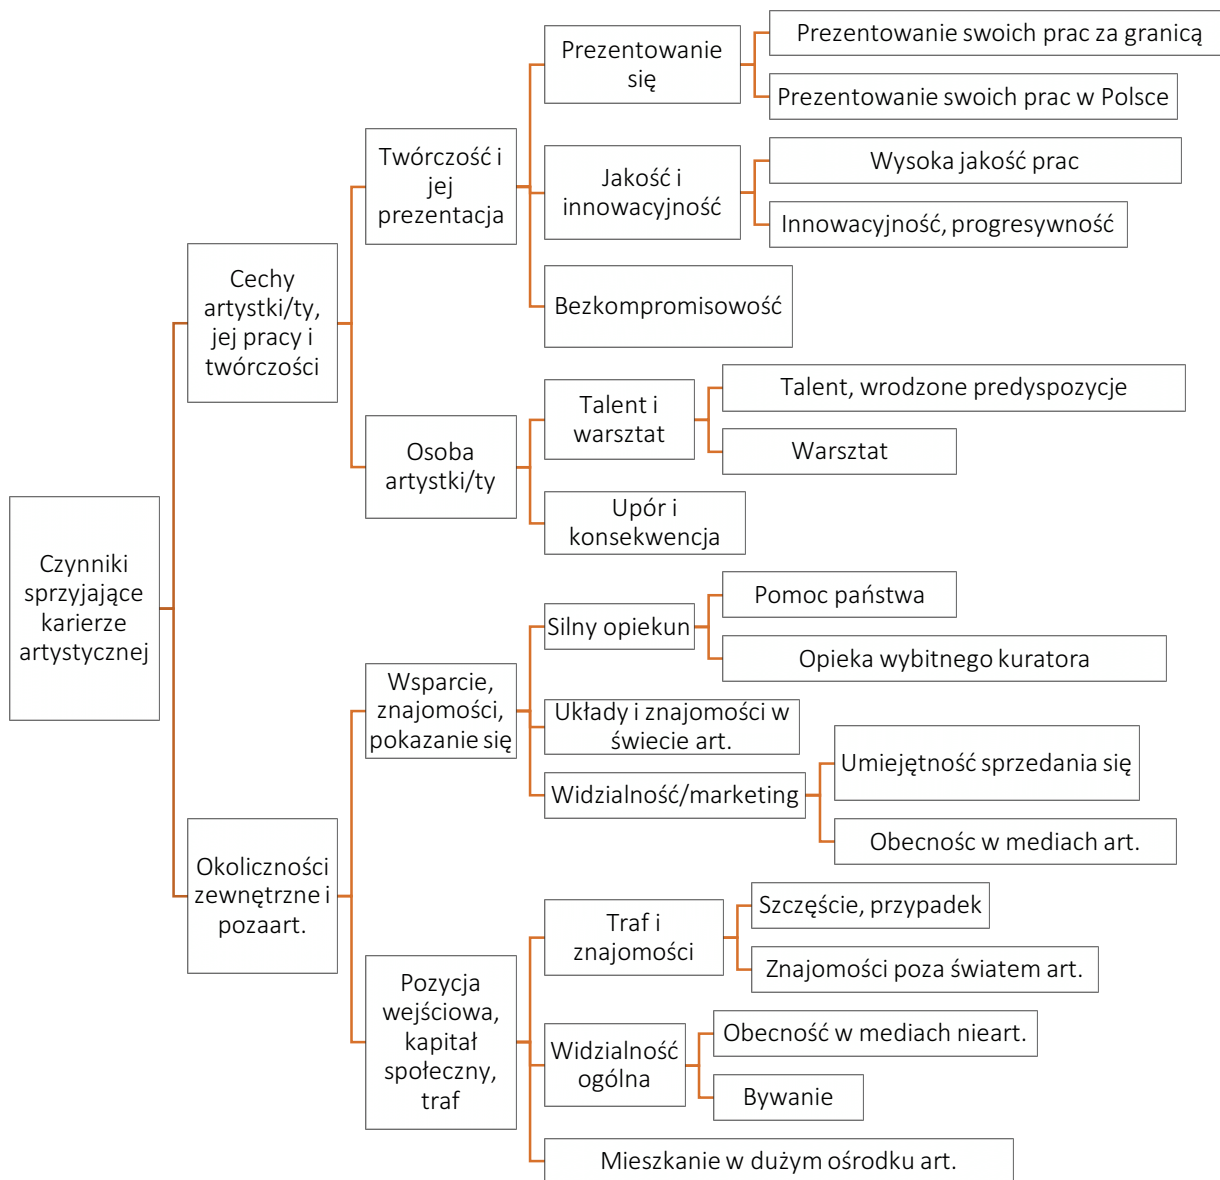 Czynniki
sprzyjające
karierze
artystycznej
Cechy
artystki/ty,
jej pracy i
twórczości
Twórczość i
jej
prezentacja
Prezentowanie
się
Prezentowanie swoich prac za granicą
Prezentowanie swoich prac w Polsce
Jakość i
innowacyjność
Wysoka jakość prac
Innowacyjność, progresywność
Bezkompromisowość
Osoba
artystki/ty
Talent i
warsztat
Talent, wrodzone predyspozycje
Warsztat
Upór i
konsekwencja
Okoliczności
zewnętrzne i
pozaart.
Wsparcie,
znajomości,
pokazanie się
Silny opiekun
Pomoc państwa
Opieka wybitnego kuratora
Układy i znajomości w
świecie art.
Widzialność/marketing
Umiejętność sprzedania się
Obecnośc w mediach art.
Pozycja
wejściowa,
kapitał
społeczny,
traf
Traf i
znajomości
Szczęście, przypadek
Znajomości poza światem art.
Widzialność
ogólna
Obecność w mediach nieart.
Bywanie
Mieszkanie w dużym ośrodku art.